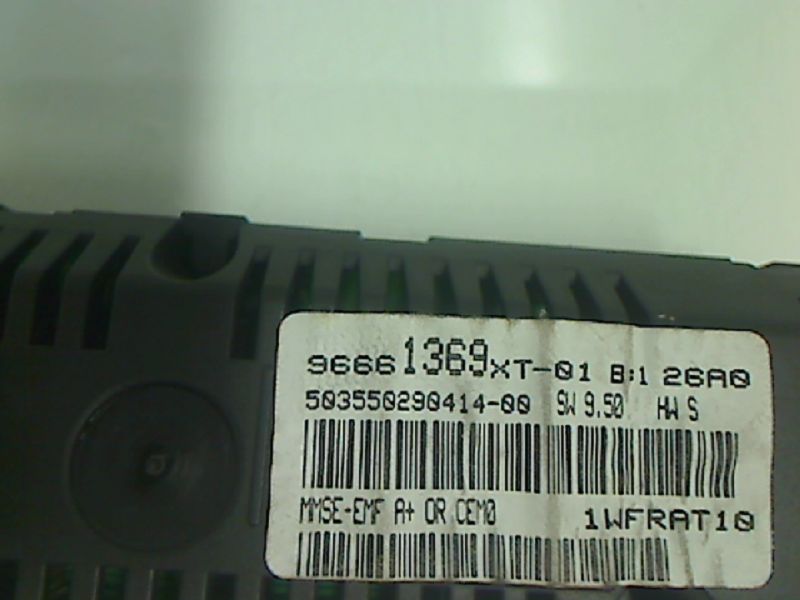 96661369XT-01 B:1 26A0
503550290414-00 SW 9.50 HW S
MMSE-EMF A+ OR CEM0
1WFRAT10